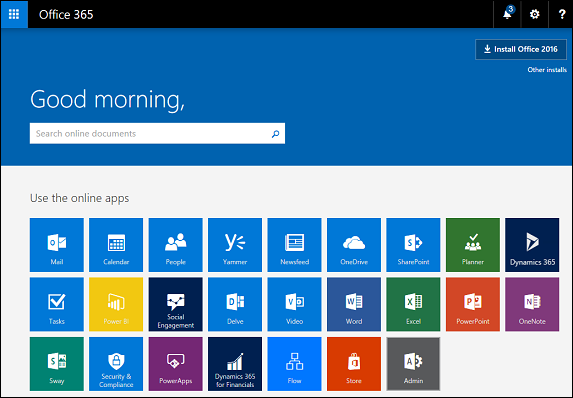 Office 365
3
?
Install Office 2016
Other installs
Good morning,
Search online documents
Use the online apps
Mail
Calendar
People
Yammer
Newsfeed
OneDrive
SharePoint
Planner
Dynamics 365
Tasks
Power BI
Social
Engagement
Delve
Video
Word
Excel
PowerPoint
OneNote
Sway
Security &
Compliance
PowerApps
Dynamics 365
for Financials
Flow
Store
Admin